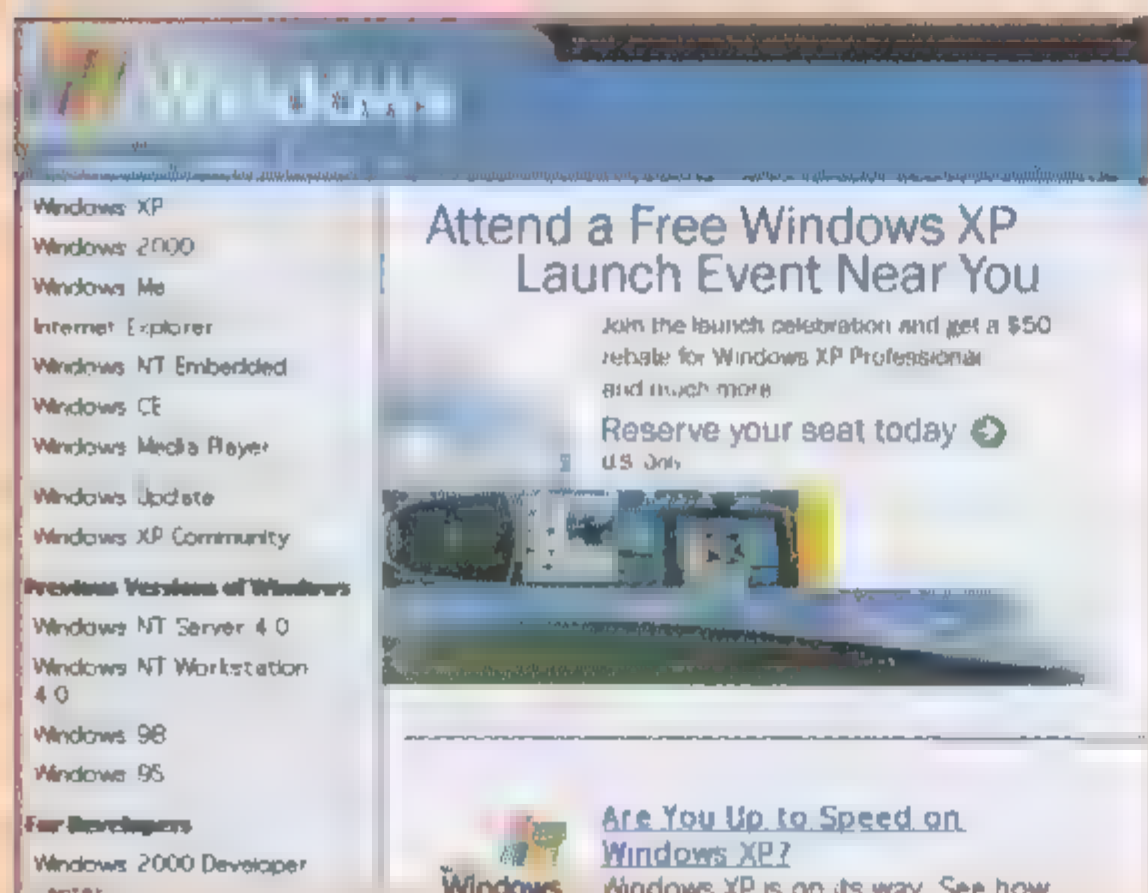 Windows
Windows XP
Windows 2000
Windows Me
Internet Explorer
Windows NT Embedded
Windows CE
Windows Media Player
Windows Update
Windows XP Community
Previous Versions of Windows
Windows NT Server 4.0
Windows NT Workstation
4.0
Windows 98
Windows 95
For Developers
Windows 2000 Developer
Attend a Free Windows XP
Launch Event Near You
Join the launch celebration and get a $50
rebate for Windows XP Professional
and much more
Reserve your seat today
U.S. Only
Are You Up to Speed on
Windows XP?
Windows
Windows XP is on its way. See how